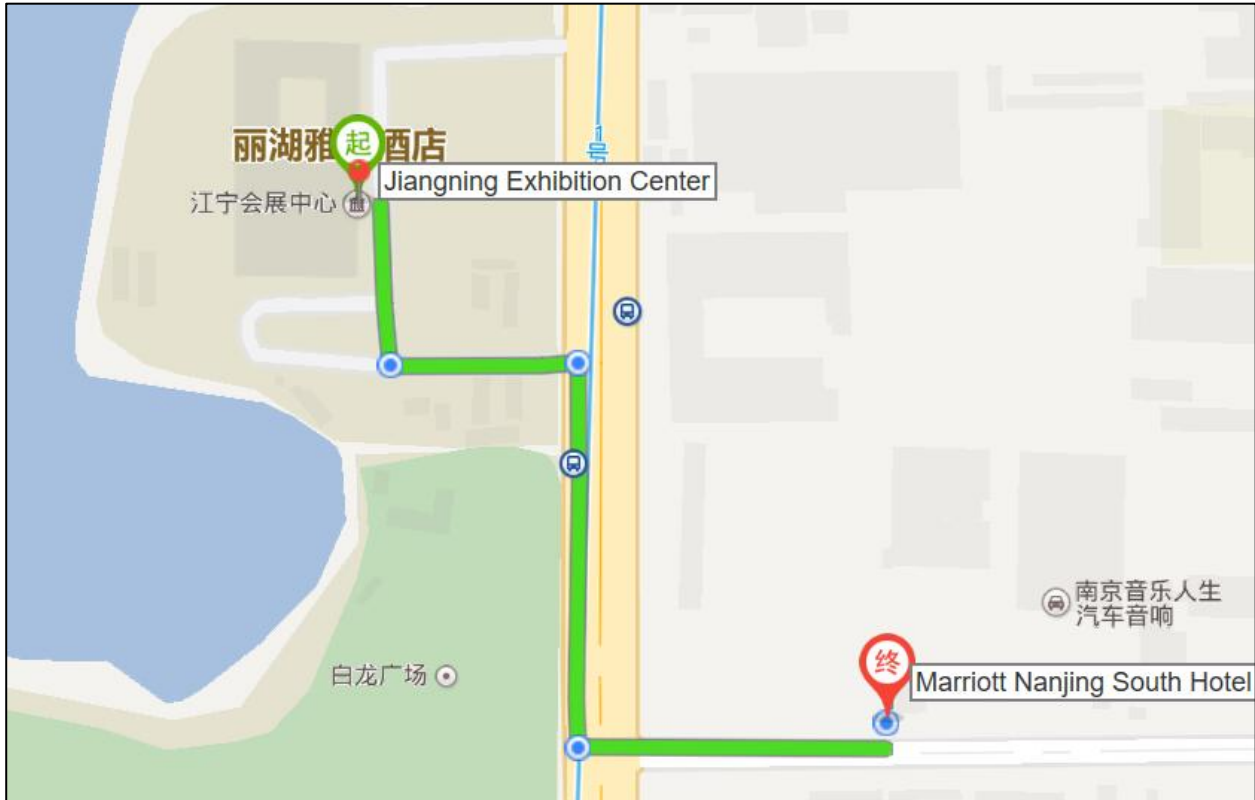 1号
丽湖雅 酒店
起
Jiangning Exhibition Center
江宁会展中心
南京音乐人生
汽车音响
终
白龙广场
Marriott Nanjing South Hotel